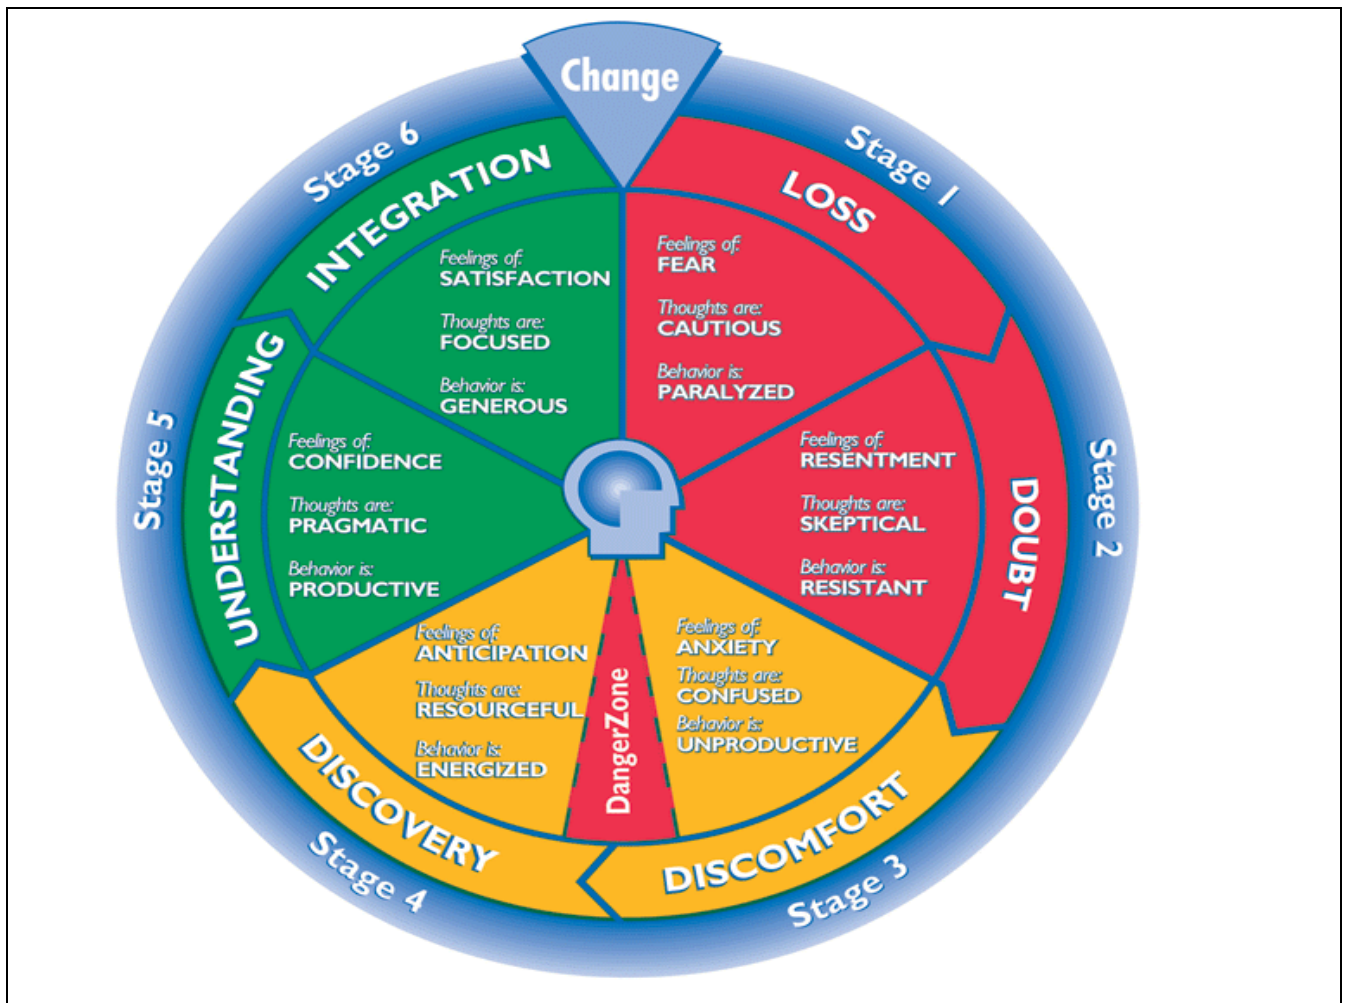 Change
Stage 1
LOSS
Feelings of:
FEAR
Thoughts are:
CAUTIOUS
Behavior is:
PARALYZED
Stage 2
DOUBT
Feelings of:
RESENTMENT
Thoughts are:
SKEPTICAL
Behavior is:
RESISTANT
Stage 3
DISCOMFORT
Feelings of:
ANXIETY
Thoughts are:
CONFUSED
Behavior is:
UNPRODUCTIVE
DangerZone
Stage 4
DISCOVERY
Feelings of:
ANTICIPATION
Thoughts are:
RESOURCEFUL
Behavior is:
ENERGIZED
Stage 5
UNDERSTANDING
Feelings of:
CONFIDENCE
Thoughts are:
PRAGMATIC
Behavior is:
PRODUCTIVE
Stage 6
INTEGRATION
Feelings of:
SATISFACTION
Thoughts are:
FOCUSED
Behavior is:
GENEROUS